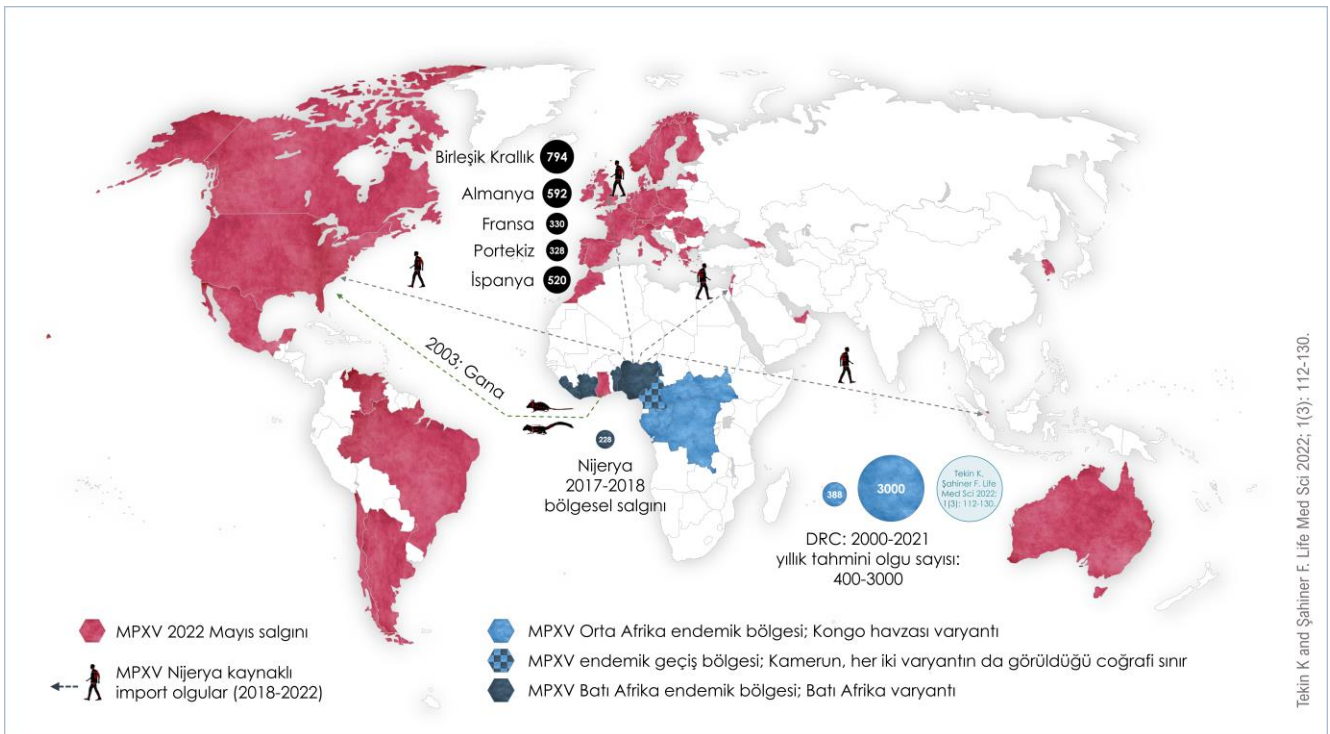 Birleşik Krallık 794
Almanya 592
Fransa 330
Portekiz 328
İspanya 520
2003; Gana
228
Nijerya
2017-2018
bölgesel salgını
388
3000
Tekin K,
Şahiner F. Life
Med Sci 2022;
1(3): 112-130.
DRC: 2000-2021
yıllık tahmini olgu sayısı:
400-3000
MPXV 2022 Mayıs salgını
MPXV Nijerya kaynaklı
import olgular (2018-2022)
MPXV Orta Afrika endemik bölgesi; Kongo havzası varyantı
MPXV endemik geçiş bölgesi; Kamerun, her iki varyantın da görüldüğü coğrafi sınır
MPXV Batı Afrika endemik bölgesi; Batı Afrika varyantı
Tekin K and Şahiner F. Life Med Sci 2022; 1(3): 112-130.